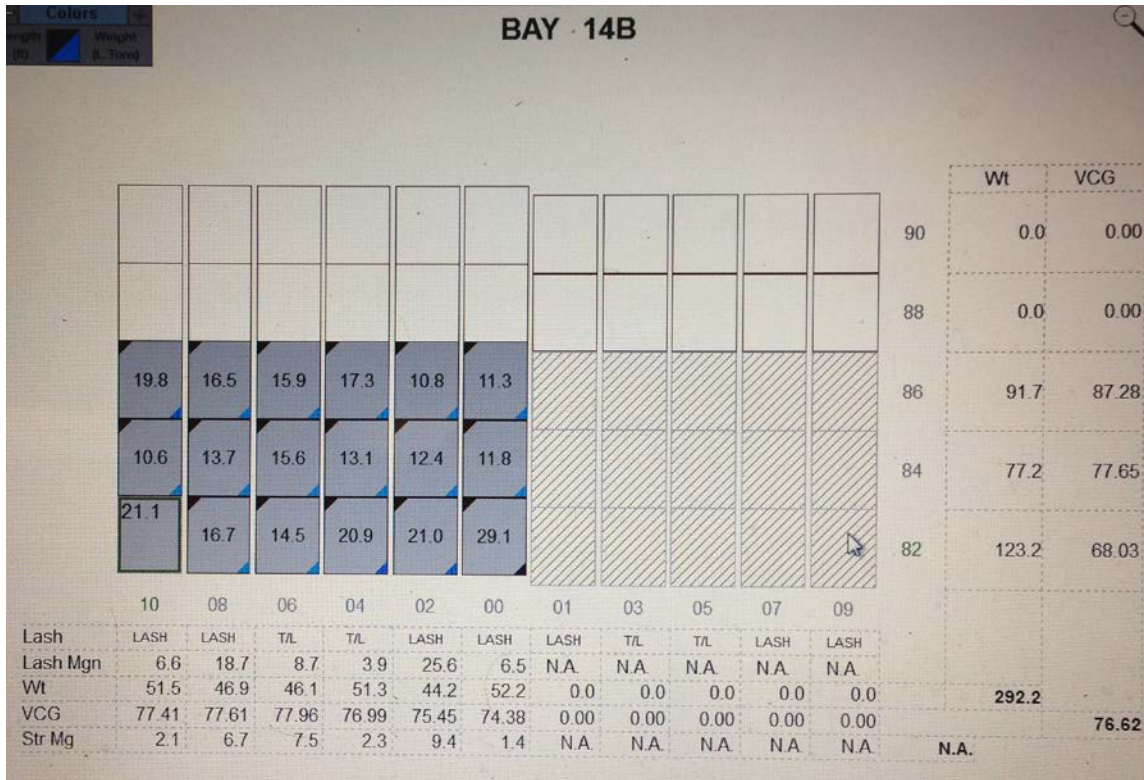 Colors
Weight
(ft)
(L.Tons)
BAY - 14B
Wt VCG
90 0.0 0.00
88 0.0 0.00
19.8 16.5 15.9 17.3 10.8 11.3 86 91.7 87.28
10.6 13.7 15.6 13.1 12.4 11.8 84 77.2 77.65
21.1 16.7 14.5 20.9 21.0 29.1 82 123.2 68.03
10 08 06 04 02 00 01 03 05 07 09
Lash LASH LASH T/L T/L LASH LASH LASH T/L T/L LASH LASH
Lash Mgn 6.6 18.7 8.7 3.9 25.6 6.5 N.A. N.A. N.A. N.A. N.A.
Wt 51.5 46.9 46.1 51.3 44.2 52.2 0.0 0.0 0.0 0.0 0.0 292.2
VCG 77.41 77.61 77.96 76.99 75.45 74.38 0.00 0.00 0.00 0.00 0.00 76.62
Str Mg 2.1 6.7 7.5 2.3 9.4 1.4 N.A. N.A. N.A. N.A. N.A. N.A.